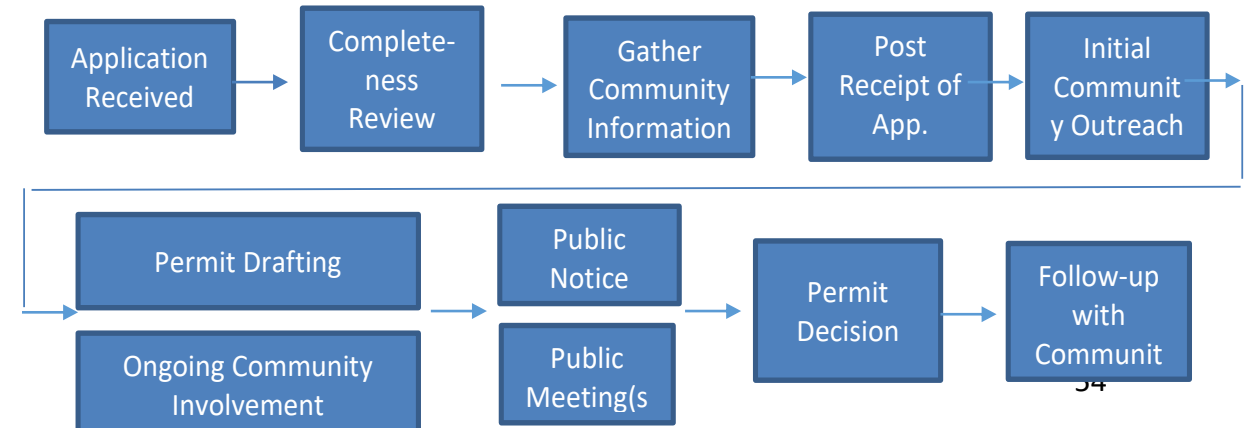 Application
Received
Complete-
ness
Review
Gather
Community
Information
Post
Receipt of
App.
Initial
Communit
y Outreach
Permit Drafting
Ongoing Community
Involvement
Public
Notice
Public
Meeting(s
Permit
Decision
Follow-up
with
Communit
34